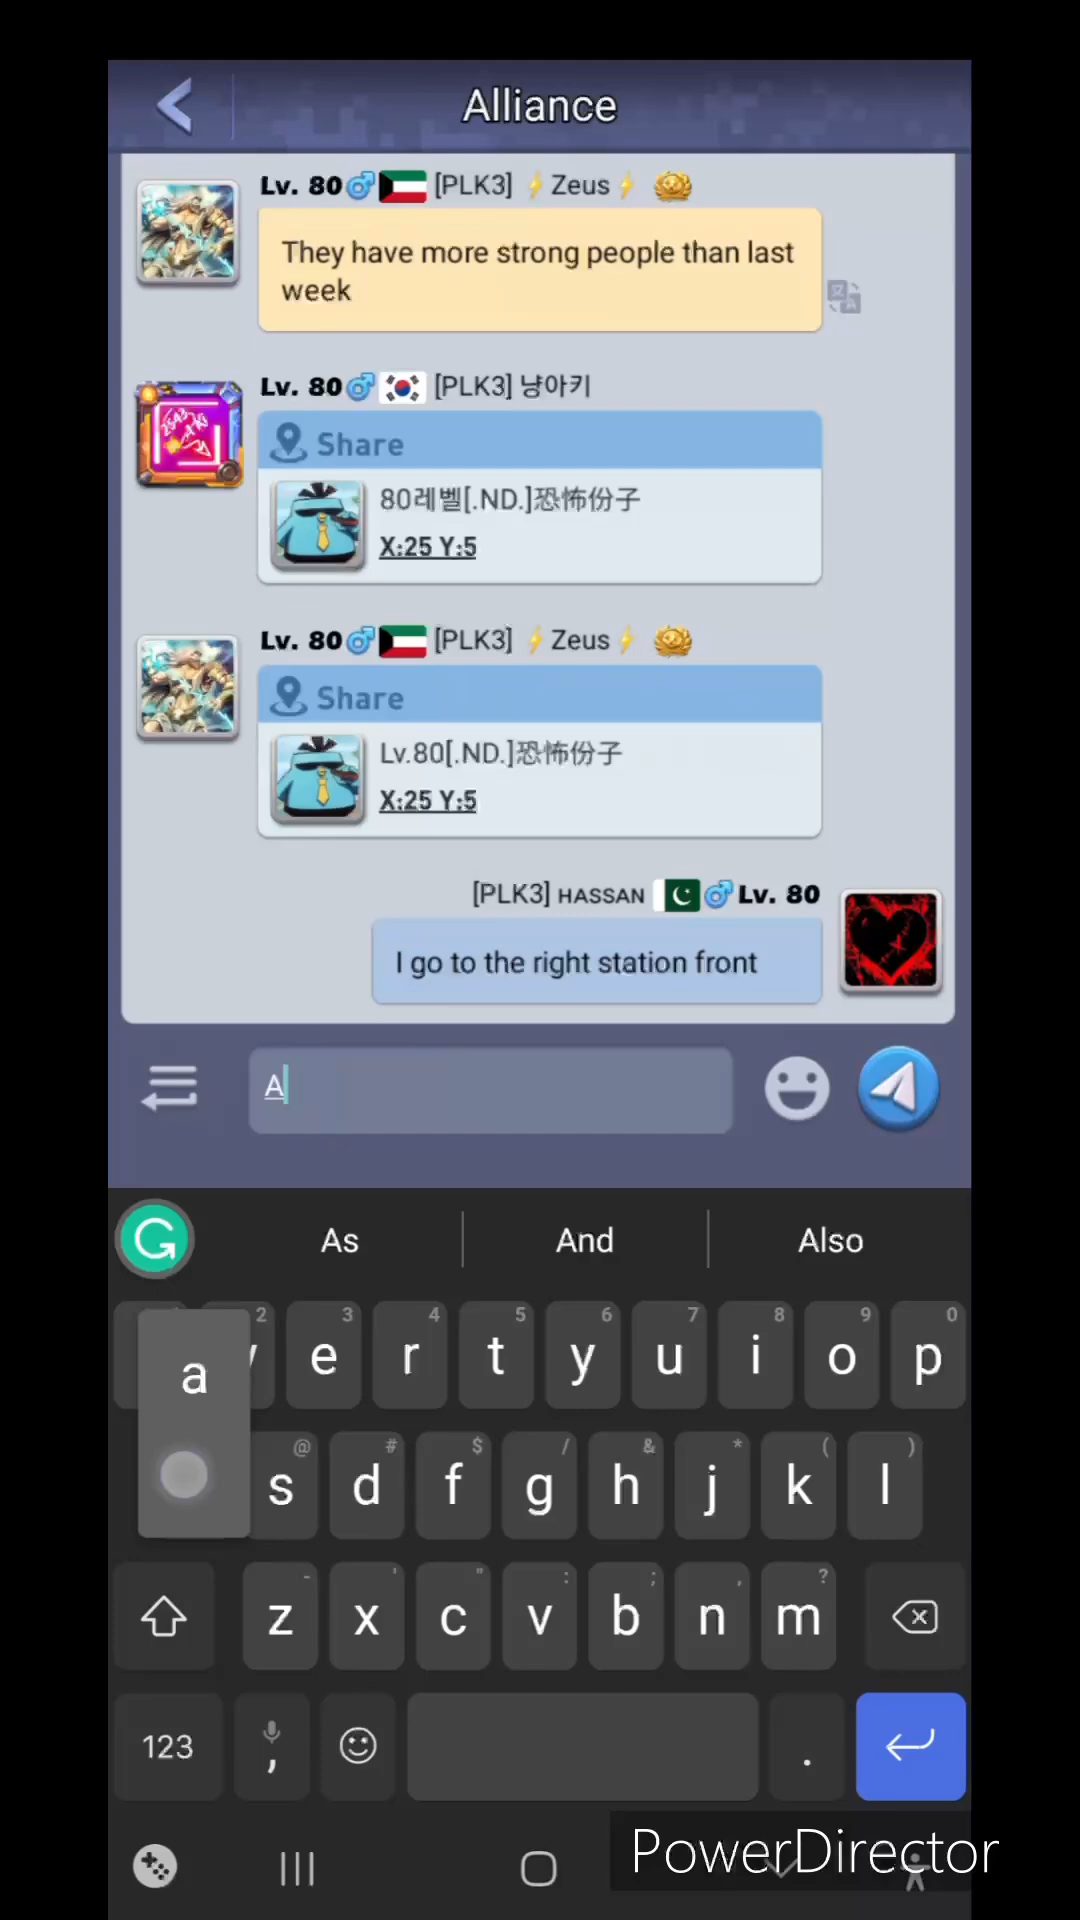 Alliance
Lv. 80 [PLK3] ⚡Zeus⚡
They have more strong people than last
week
Lv. 80 [PLK3] 냥아키
Share
80레벨[.ND.]恐怖份子
X:25 Y:5
Lv. 80 [PLK3] ⚡Zeus⚡
Share
Lv.80[.ND.]恐怖份子
X:25 Y:5
[PLK3] HASSAN Lv. 80
I go to the right station front
A
As And Also
2 3 4 5 6 7 8 9 0
e r t y u i o p
a
@ # $ / & * ( )
s d f g h j k l
- ' " : ; , ?
z x c v b n m
123 , .
PowerDirector